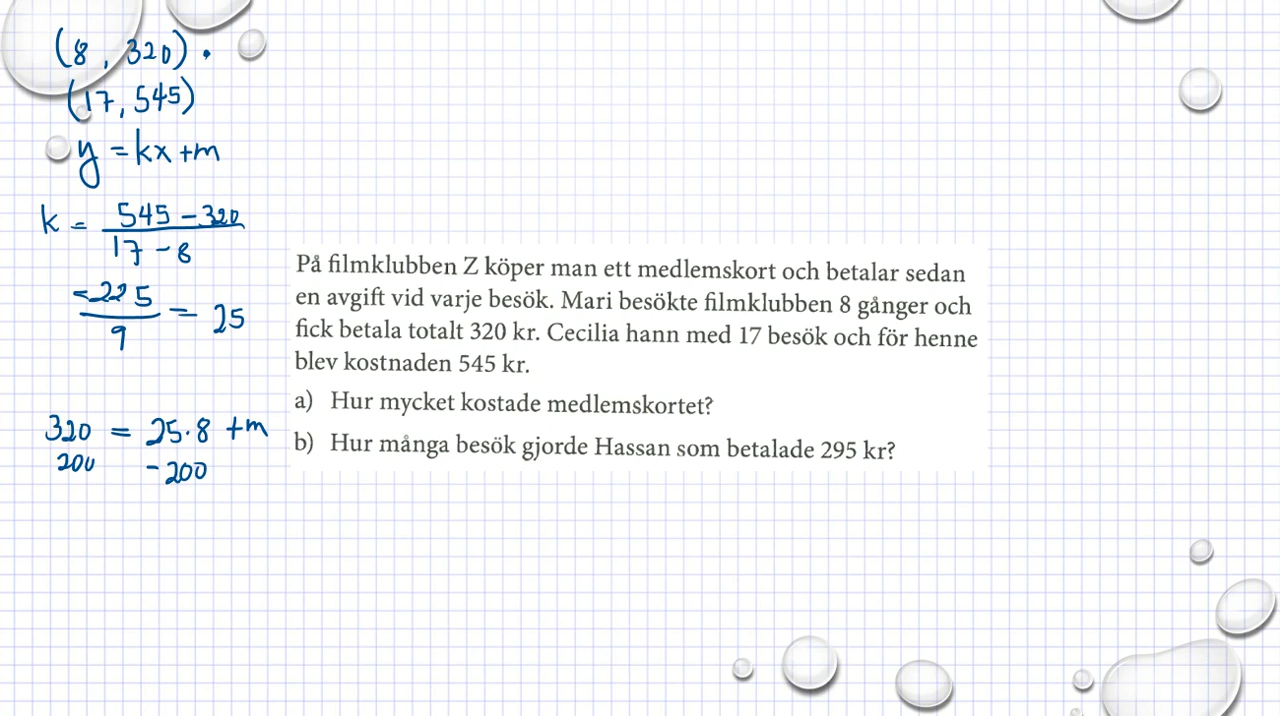 (8, 320) .
(17, 545)
y = kx + m
k = 545 - 320
17 - 8
= 225
9
= 25
320 = 25·8 + m
200 -200
På filmklubben Z köper man ett medlemskort och betalar sedan
en avgift vid varje besök. Mari besökte filmklubben 8 gånger och
fick betala totalt 320 kr. Cecilia hann med 17 besök och för henne
blev kostnaden 545 kr.
a) Hur mycket kostade medlemskortet?
b) Hur många besök gjorde Hassan som betalade 295 kr?